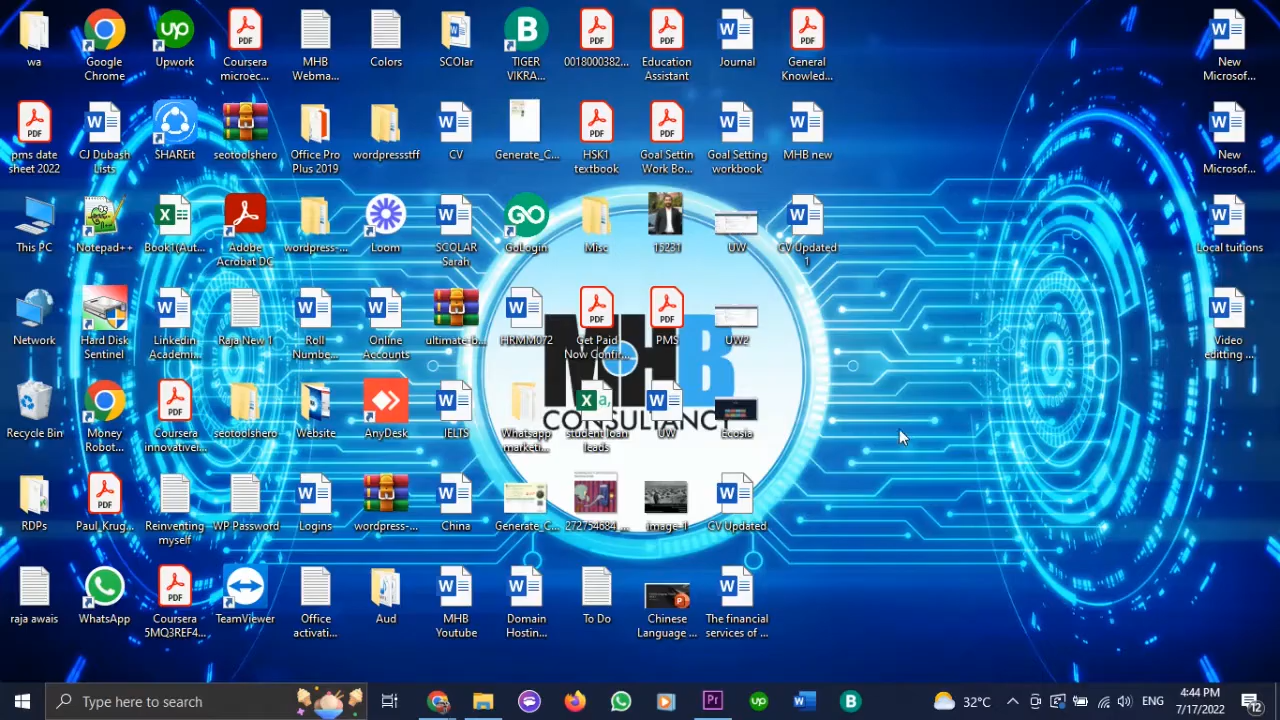 wa
Google
Chrome
Upwork
Coursera
microec...
MHB
Webma...
Colors
SCOlar
TIGER
VIKRA...
0018000382...
Education
Assistant
Journal
General
Knowled...
New
Microsof...
pms date
sheet 2022
CJ Dubash
Lists
SHAREit
seotoolshero
Office Pro
Plus 2019
wordpressstff
CV
Generate_C...
HSK1
textbook
Goal Settin
Work Bo...
Goal Setting
workbook
MHB new
New
Microsof...
This PC
Notepad++
Book1(Aut...
Adobe
Acrobat DC
wordpress-...
Loom
SCOLAR
Sarah
GoLogin
Misc
15231
UW
CV Updated
1
Local tuitions
Network
Hard Disk
Sentinel
Linkedin
Academi...
Raja New 1
Roll
Numbe...
Online
Accounts
ultimate-b...
HRMM072
Get Paid
Now Confir...
PMS
UW2
Video
editting ...
MHB
CONSULTANCY
Recycle Bin
Money
Robot...
Coursera
innovativei...
seotoolshero
Website
AnyDesk
IELTS
Whatsapp
marketi...
student loan
leads
UW
Ecosia
RDPs
Paul_Krug...
Reinventing
myself
WP Password
Logins
wordpress-...
China
Generate_C...
272754684_...
image-1
CV Updated
raja awais
WhatsApp
Coursera
5MQ3REF4...
TeamViewer
Office
activati...
Aud
MHB
Youtube
Domain
Hostin...
To Do
Chinese
Language ...
The financial
services of ...
Type here to search
32°C
ENG
4:44 PM
7/17/2022
12